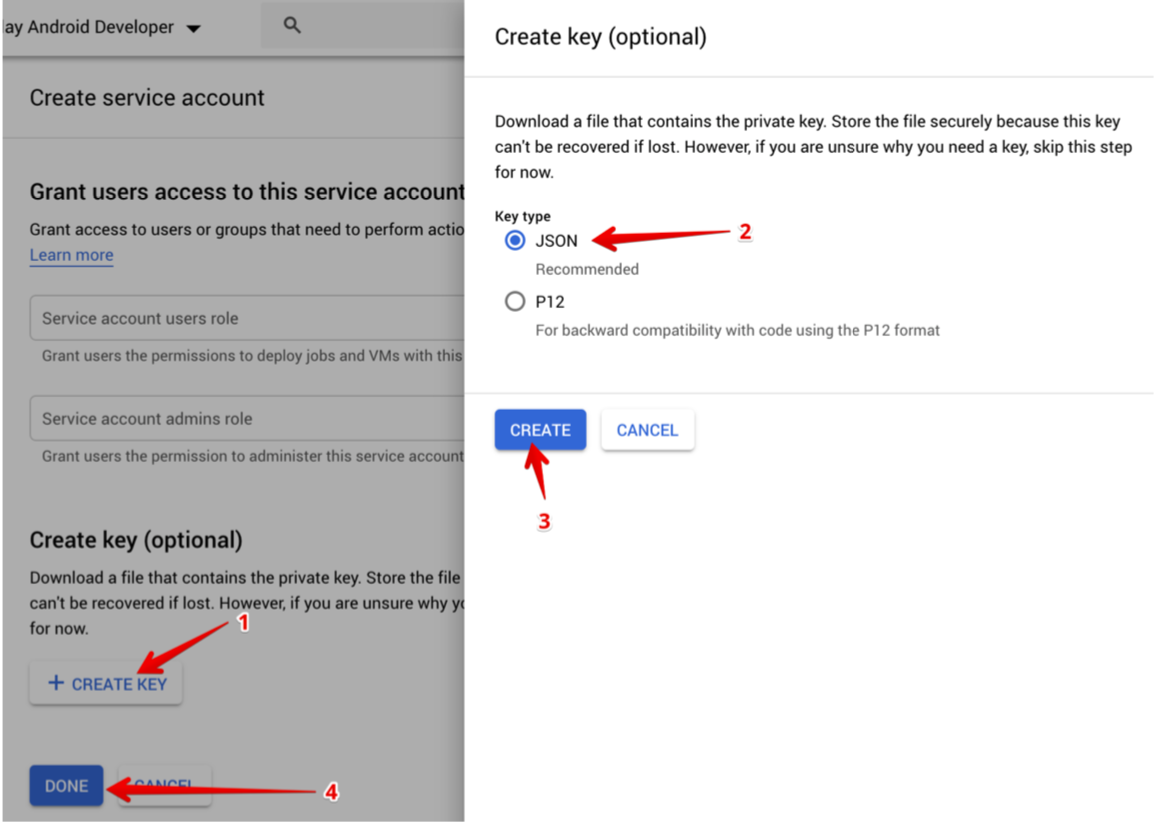 ay Android Developer
Create service account
Grant users access to this service account
Grant access to users or groups that need to perform actio
Learn more
Service account users role
Grant users the permissions to deploy jobs and VMs with this
Service account admins role
Grant users the permission to administer this service account
Create key (optional)
Download a file that contains the private key. Store the file
can't be recovered if lost. However, if you are unsure why yo
for now.
1
+ CREATE KEY
DONE
CANCEL
4
Create key (optional)
Download a file that contains the private key. Store the file securely because this key
can't be recovered if lost. However, if you are unsure why you need a key, skip this step
for now.
Key type
JSON
2
Recommended
P12
For backward compatibility with code using the P12 format
CREATE
CANCEL
3